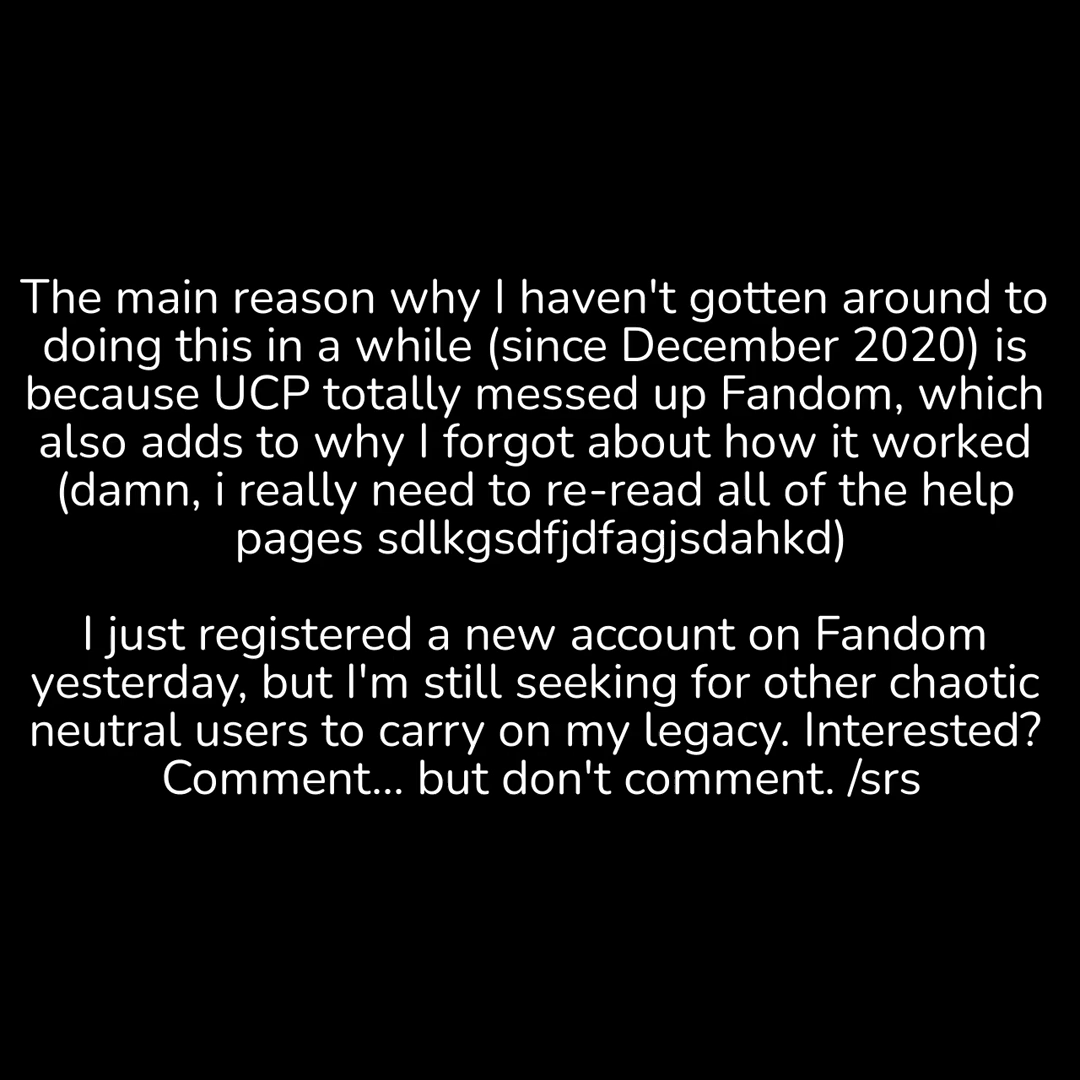 The main reason why I haven't gotten around to
doing this in a while (since December 2020) is
because UCP totally messed up Fandom, which
also adds to why I forgot about how it worked
(damn, i really need to re-read all of the help
pages sdlkgsdfjdfagjsdahkd)
I just registered a new account on Fandom
yesterday, but I'm still seeking for other chaotic
neutral users to carry on my legacy. Interested?
Comment... but don't comment. /srs